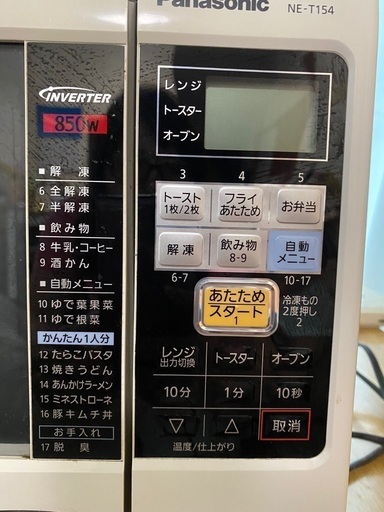 Panasonic
NE-T154
INVERTER
850W
■ 解凍
6 全解凍
7 半解凍
■ 飲み物
8 牛乳・コーヒー
9 酒かん
■ 自動メニュー
10 ゆで葉果菜
11 ゆで根菜
かんたん1人分
12 たらこパスタ
13 焼きうどん
14 あんかけラーメン
15 ミネストローネ
16 豚キムチ丼
お手入れ
17 脱臭
レンジ
トースター
オーブン
3 4 5
トースト
1枚/2枚
フライ
あたため
お弁当
解凍
飲み物
8-9
自動
メニュー
6-7
10-17
あたため
スタート
1
冷凍もの
2度押し
2
レンジ
出力切換
トースター
オーブン
10分
1分
10秒
▽
△
取消
温度/仕上がり